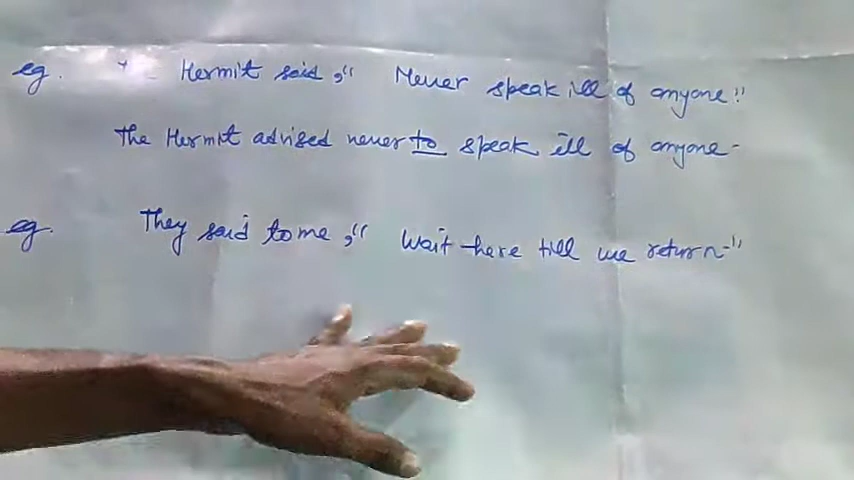 eg. Hermit said, " Never speak ill of anyone."
The Hermit advised never to speak ill of anyone.
eg. They said to me, " Wait here till we return."